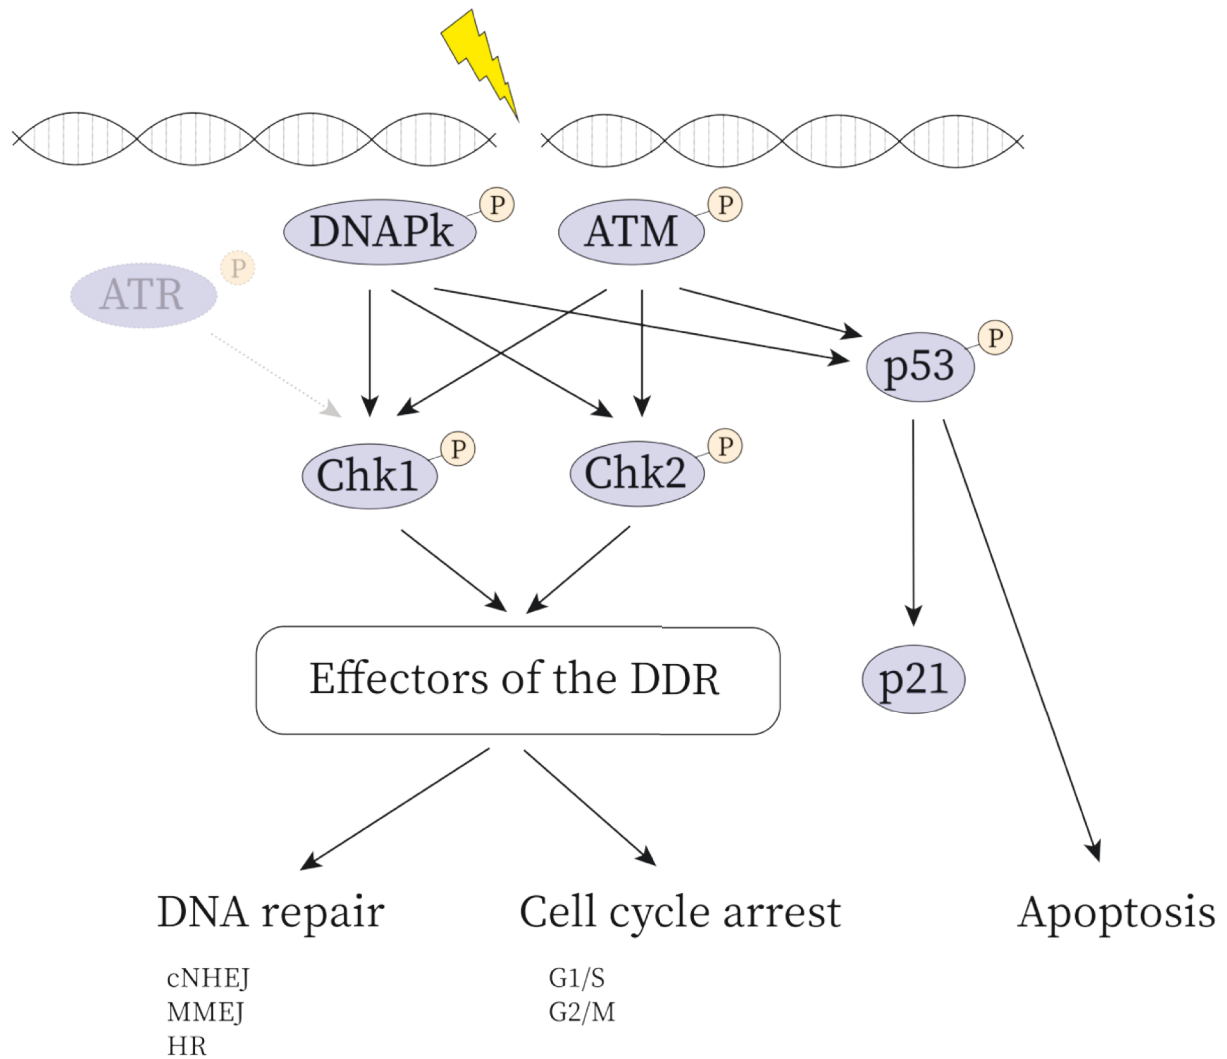 P
P
DNAPk
ATM
P
ATR
P
p53
P
P
Chk1
Chk2
Effectors of the DDR
p21
DNA repair
Cell cycle arrest
Apoptosis
cNHEJ
G1/S
MMEJ
G2/M
HR